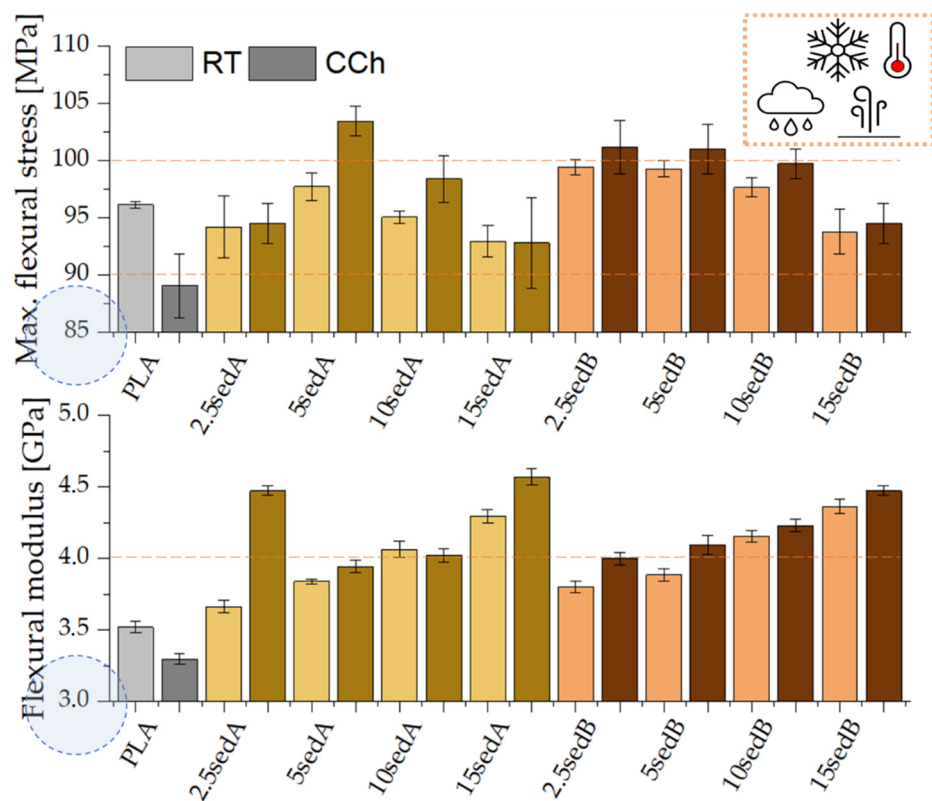 Max. flexural stress [MPa]
110
105
100
95
90
85
RT
CCh
PLA
2.5sedA
5sedA
10sedA
15sedA
2.5sedB
5sedB
10sedB
15sedB
Flexural modulus [GPa]
5.0
4.5
4.0
3.5
3.0
PLA
2.5sedA
5sedA
10sedA
15sedA
2.5sedB
5sedB
10sedB
15sedB